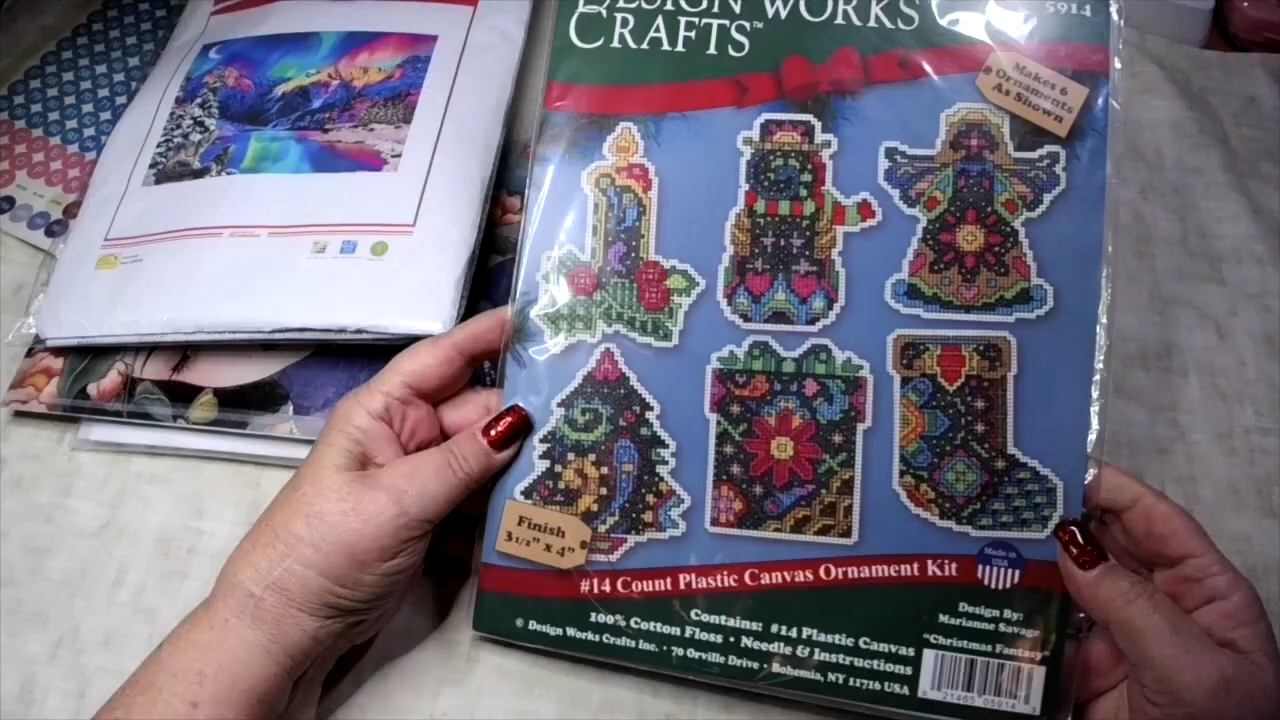 DESIGN WORKS
CRAFTS™
5914
Makes 6
Ornaments
As Shown
Finish
3 1/2" x 4"
#14 Count Plastic Canvas Ornament Kit
Made in
USA
Contains: #14 Plastic Canvas
100% Cotton Floss • Needle & Instructions
© Design Works Crafts Inc. • 70 Orville Drive • Bohemia, NY 11716 USA
Design By:
Marianne Savage
"Christmas Fantasy"
21465 05914